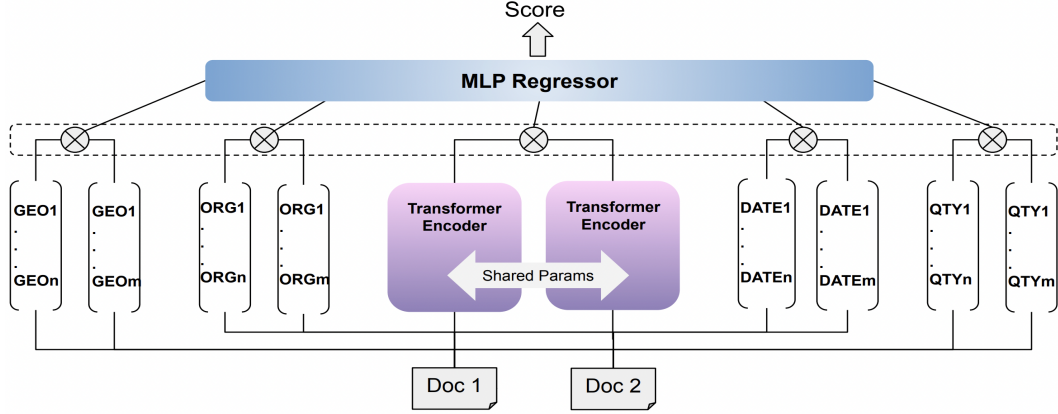 Score
MLP Regressor
GEO1
.
.
.
GEOn
GEO1
.
.
.
GEOm
ORG1
.
.
.
ORGn
ORG1
.
.
.
ORGm
Transformer
Encoder
Transformer
Encoder
Shared Params
DATE1
.
.
.
DATEn
DATE1
.
.
.
DATEm
QTY1
.
.
.
QTYn
QTY1
.
.
.
QTYm
Doc 1
Doc 2